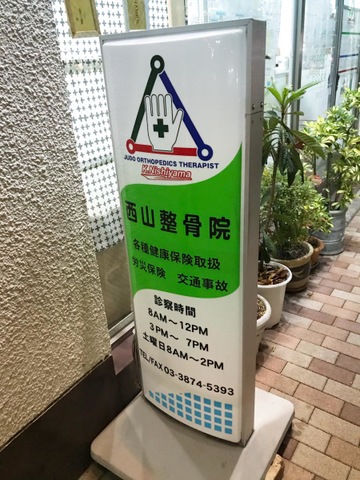 JUDO ORTHOPEDICS THERAPIST
K.Nishiyama
西山整骨院
各種健康保険取扱
労災保険 交通事故
診察時間
8AM～12PM
3PM～ 7PM
土曜日8AM～2PM
TEL/FAX 03-3874-5393